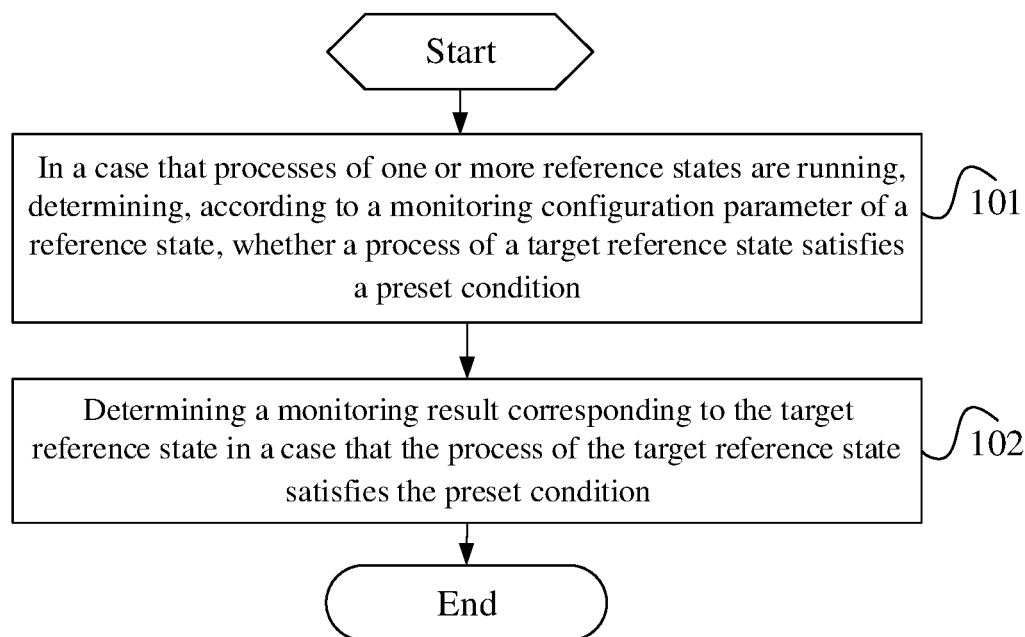 Start
In a case that processes of one or more reference states are running,
determining, according to a monitoring configuration parameter of a
reference state, whether a process of a target reference state satisfies
a preset condition
101
Determining a monitoring result corresponding to the target
reference state in a case that the process of the target reference state
satisfies the preset condition
102
End